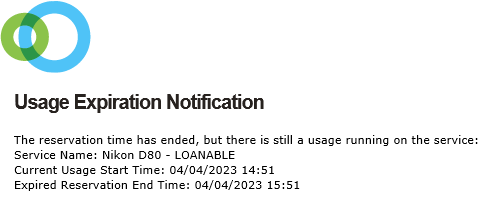 Usage Expiration Notification
The reservation time has ended, but there is still a usage running on the service:
Service Name: Nikon D80 - LOANABLE
Current Usage Start Time: 04/04/2023 14:51
Expired Reservation End Time: 04/04/2023 15:51